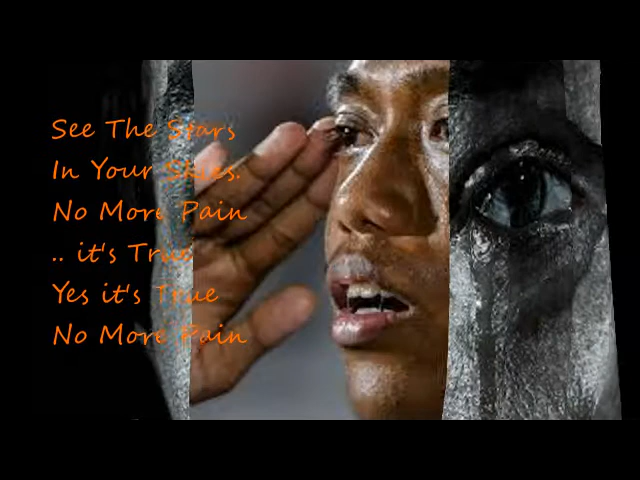 See The Stars
In Your Skies.
No More Pain
.. it's True
Yes it's True
No More Pain